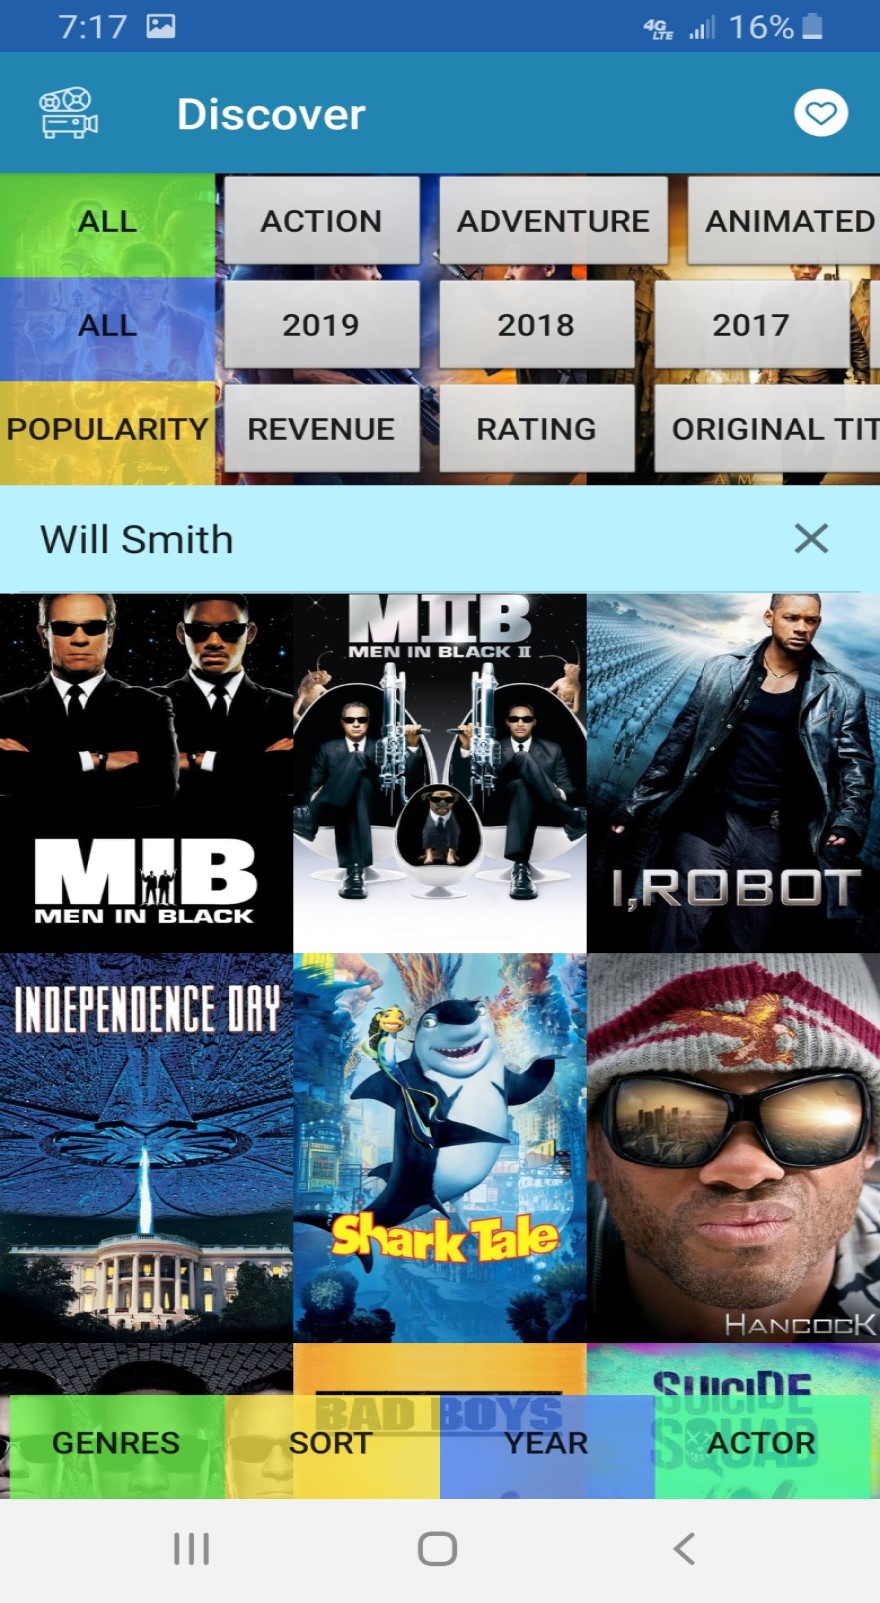 7:17 4G LTE 16%
Discover
ALL ACTION ADVENTURE ANIMATED
ALL 2019 2018 2017
POPULARITY REVENUE RATING ORIGINAL TIT
Will Smith
MIB
MEN IN BLACK
MIIB
MEN IN BLACK II
I,ROBOT
INDEPENDENCE DAY
Shark Tale
HANCOCK
BAD BOYS
SUICIDE
SQUAD
GENRES SORT YEAR ACTOR